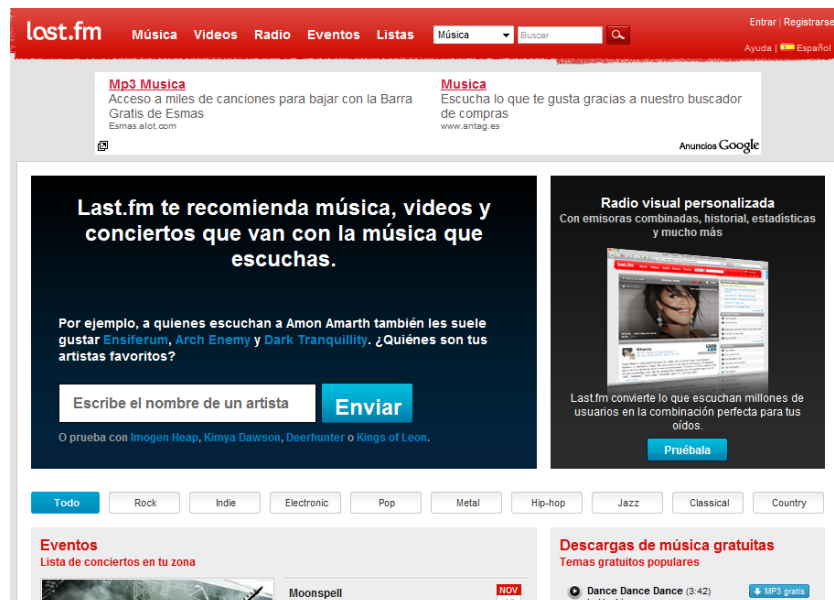 last.fm
Música Videos Radio Eventos Listas
Música
Buscar
Entrar | Registrarse
Ayuda | Español
Mp3 Musica
Acceso a miles de canciones para bajar con la Barra
Gratis de Esmas
Esmas.alot.com
Musica
Escucha lo que te gusta gracias a nuestro buscador
de compras
www.antag.es
Anuncios Google
Last.fm te recomienda música, videos y
conciertos que van con la música que
escuchas.
Por ejemplo, a quienes escuchan a Amon Amarth también les suele
gustar Ensiferum, Arch Enemy y Dark Tranquillity. ¿Quiénes son tus
artistas favoritos?
Escribe el nombre de un artista
Enviar
O prueba con Imogen Heap, Kimya Dawson, Deerhunter o Kings of Leon.
Radio visual personalizada
Con emisoras combinadas, historial, estadísticas
y mucho más
last.fm
Last.fm convierte lo que escuchan millones de
usuarios en la combinación perfecta para tus
oídos.
Pruébala
Todo Rock Indie Electronic Pop Metal Hip-hop Jazz Classical Country
Eventos
Lista de conciertos en tu zona
Moonspell
NOV
Descargas de música gratuitas
Temas gratuitos populares
Dance Dance Dance (3:42)
MP3 gratis